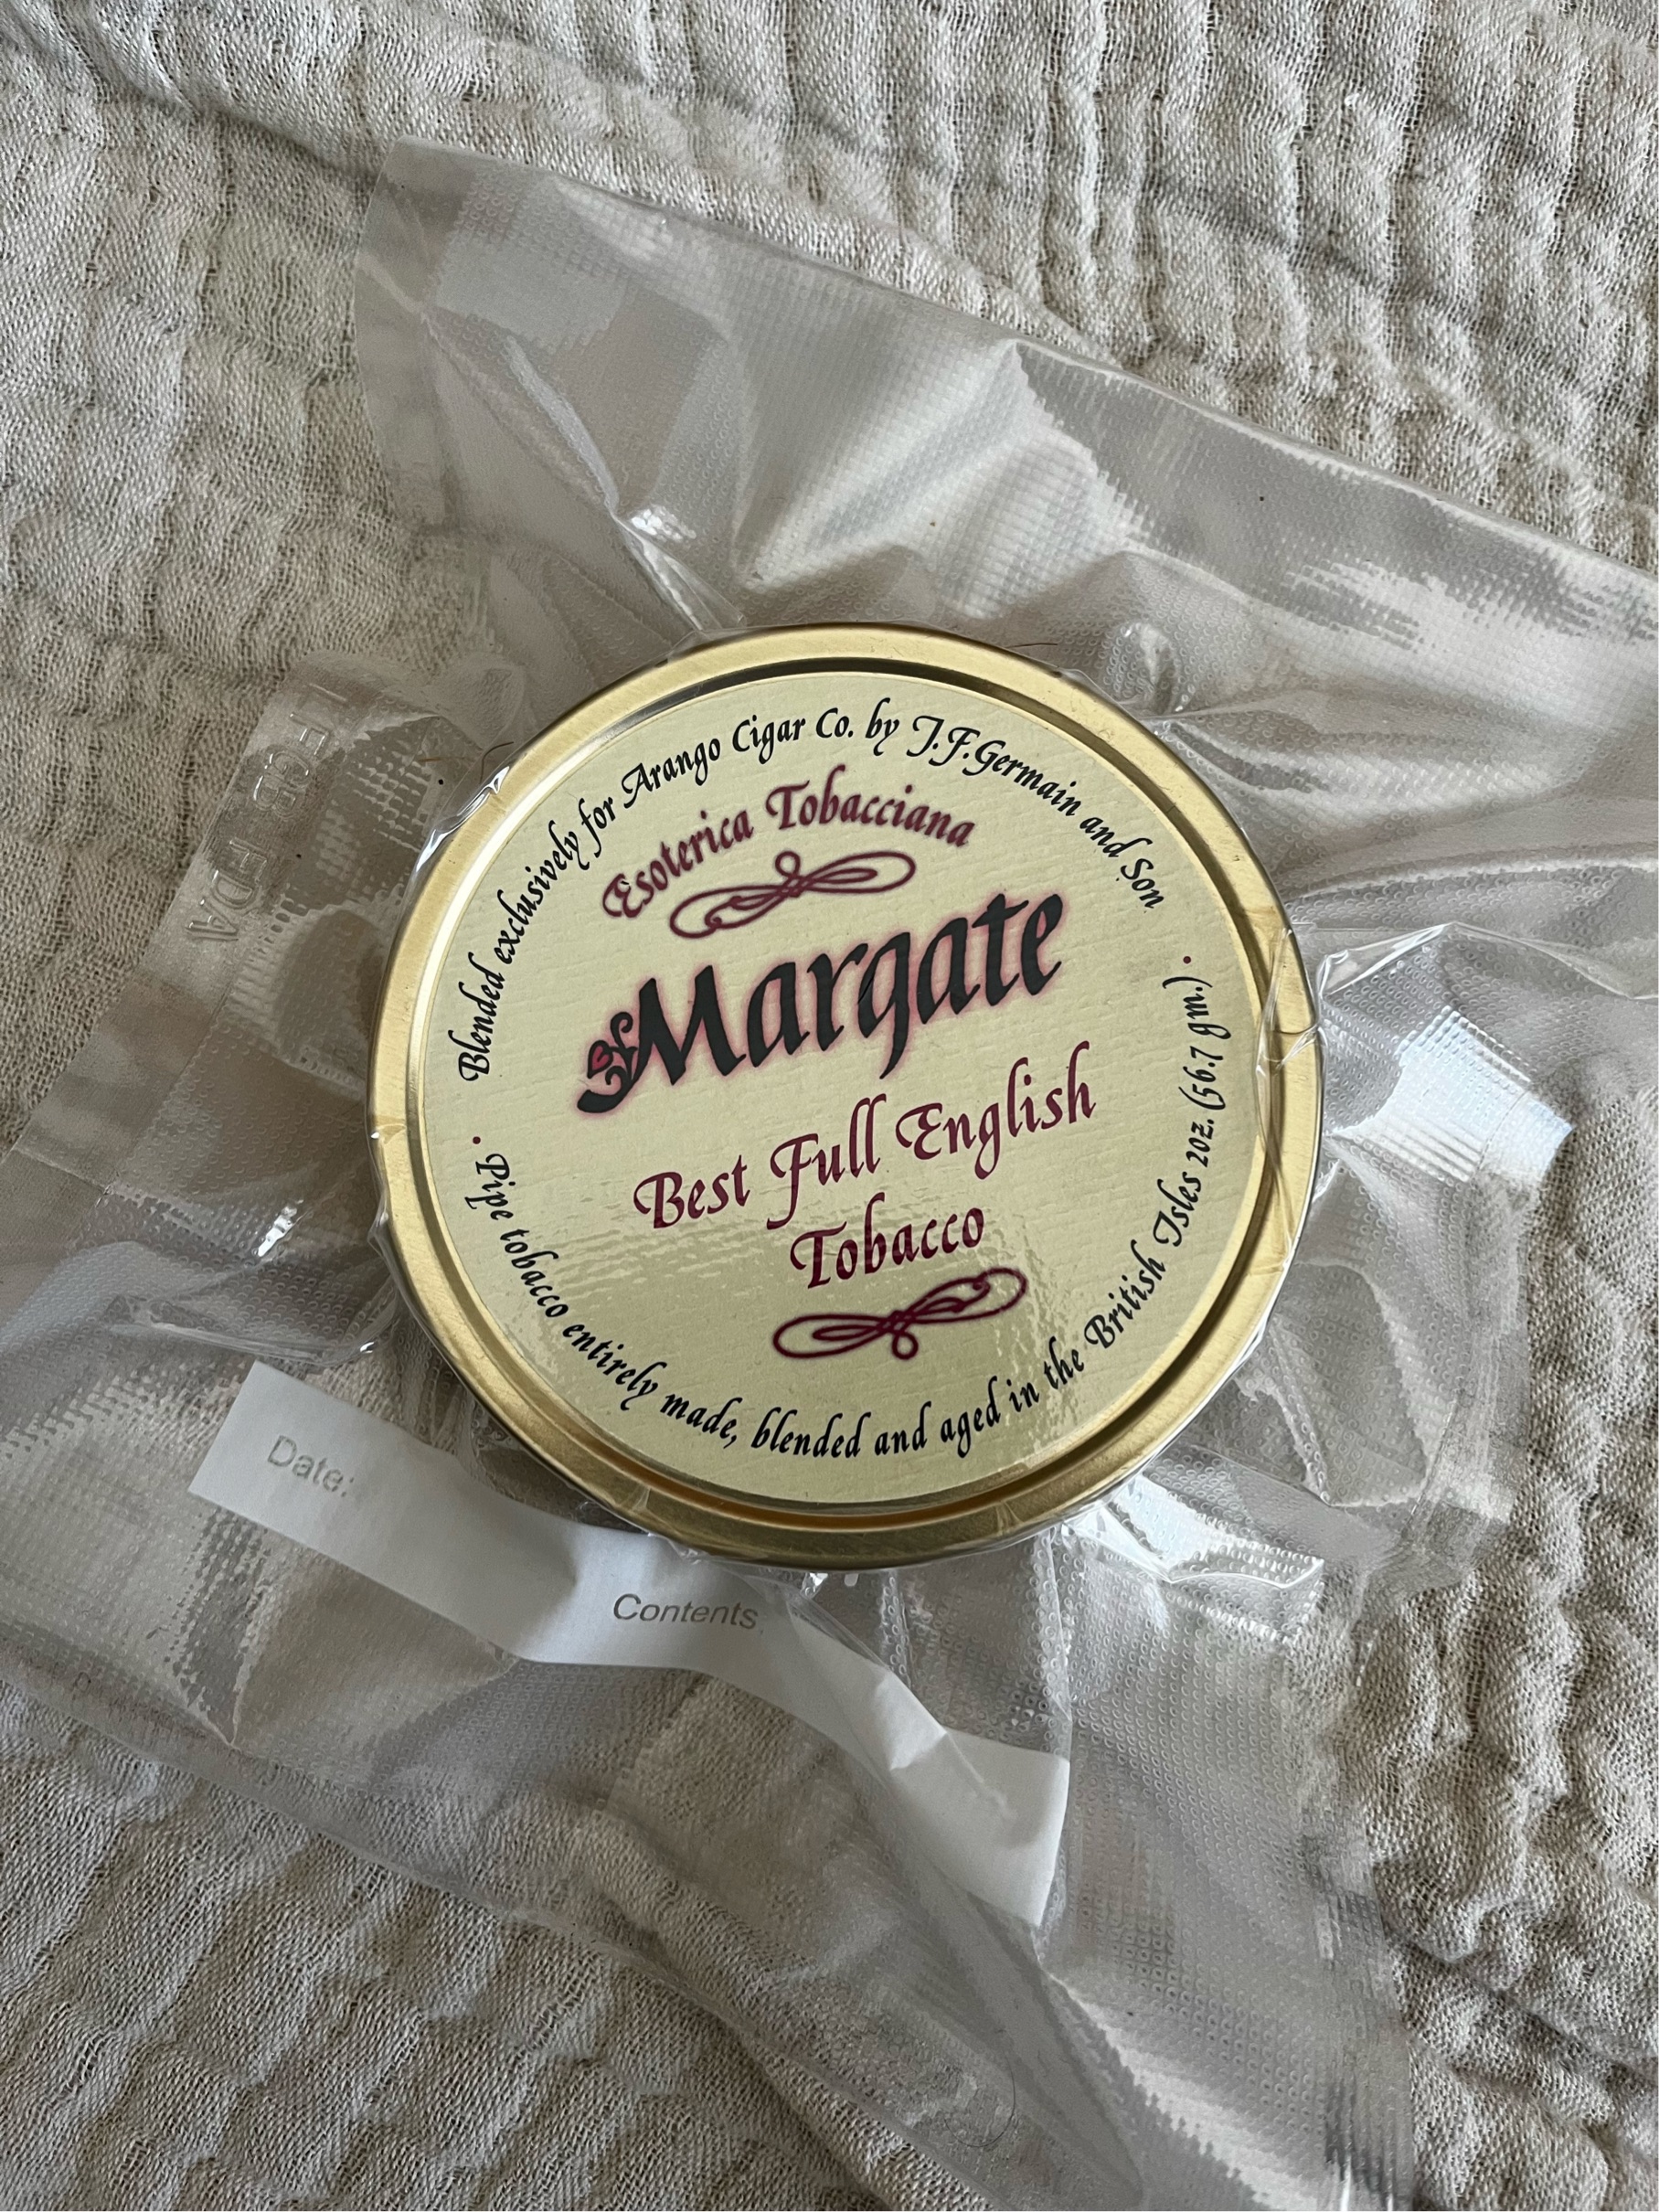 Blended exclusively for Arango Cigar Co. by J.F.Germain and Son
Esoterica Tobacciana
Margate
Best Full English
Tobacco
• Pipe tobacco entirely made, blended and aged in the British Isles 2oz. (56.7 gm.) •
FDA
Date:
Contents